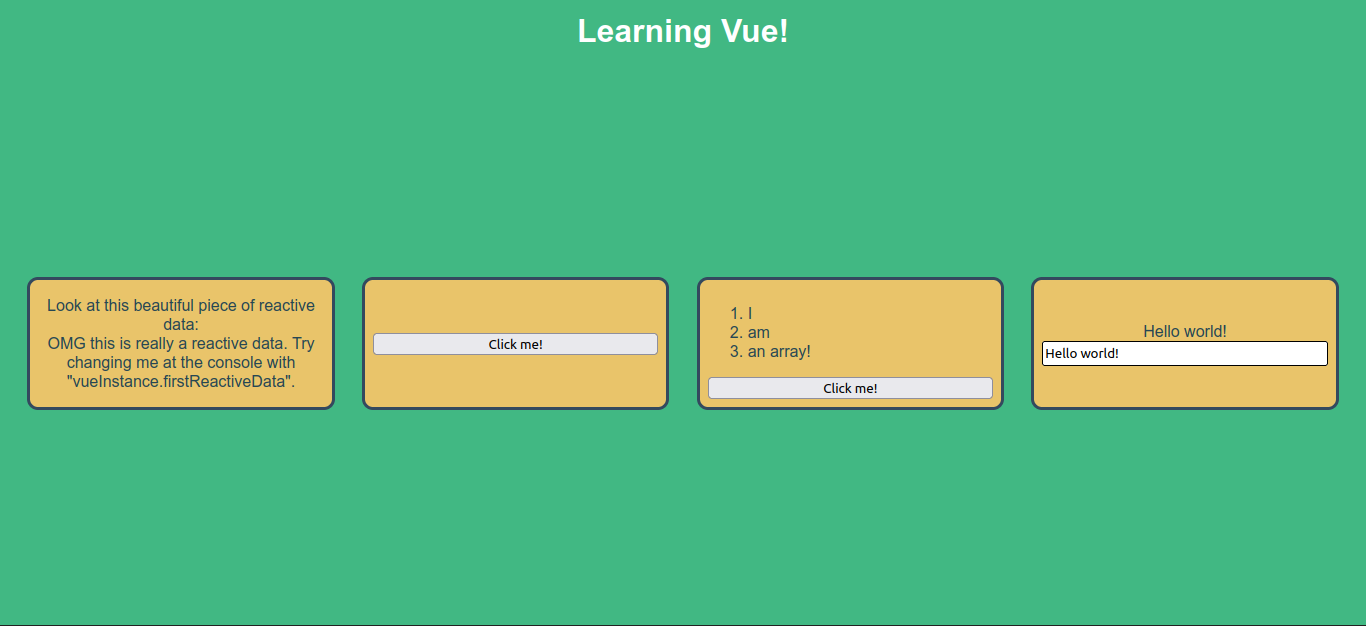 Learning Vue!
Look at this beautiful piece of reactive
data:
OMG this is really a reactive data. Try
changing me at the console with
"vueInstance.firstReactiveData".
Click me!
1. I
2. am
3. an array!
Click me!
Hello world!
Hello world!